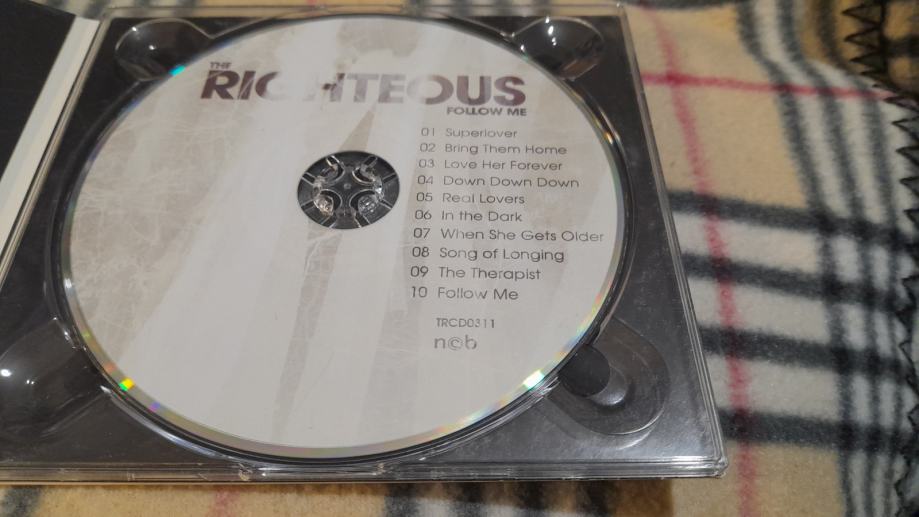 THE
RIGHTEOUS
FOLLOW ME
01 Superlover
02 Bring Them Home
03 Love Her Forever
04 Down Down Down
05 Real Lovers
06 In the Dark
07 When She Gets Older
08 Song of Longing
09 The Therapist
10 Follow Me
TRCD0311
n©b